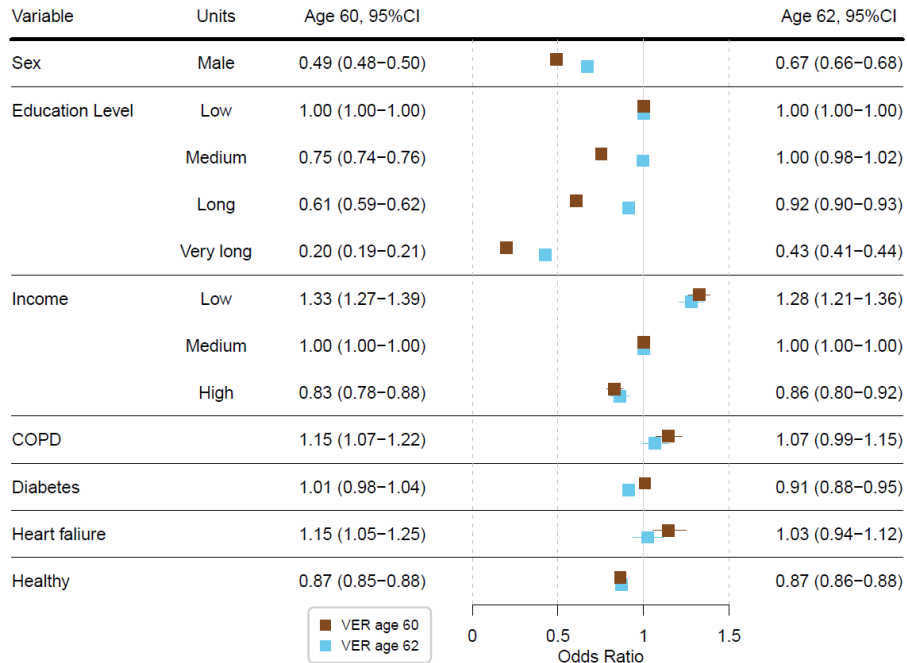 Variable Units Age 60, 95%CI Age 62, 95%CI
Sex Male 0.49 (0.48−0.50) 0.67 (0.66−0.68)
Education Level Low 1.00 (1.00−1.00) 1.00 (1.00−1.00)
Medium 0.75 (0.74−0.76) 1.00 (0.98−1.02)
Long 0.61 (0.59−0.62) 0.92 (0.90−0.93)
Very long 0.20 (0.19−0.21) 0.43 (0.41−0.44)
Income Low 1.33 (1.27−1.39) 1.28 (1.21−1.36)
Medium 1.00 (1.00−1.00) 1.00 (1.00−1.00)
High 0.83 (0.78−0.88) 0.86 (0.80−0.92)
COPD 1.15 (1.07−1.22) 1.07 (0.99−1.15)
Diabetes 1.01 (0.98−1.04) 0.91 (0.88−0.95)
Heart faliure 1.15 (1.05−1.25) 1.03 (0.94−1.12)
Healthy 0.87 (0.85−0.88) 0.87 (0.86−0.88)
VER age 60
VER age 62
0 0.5 1 1.5
Odds Ratio